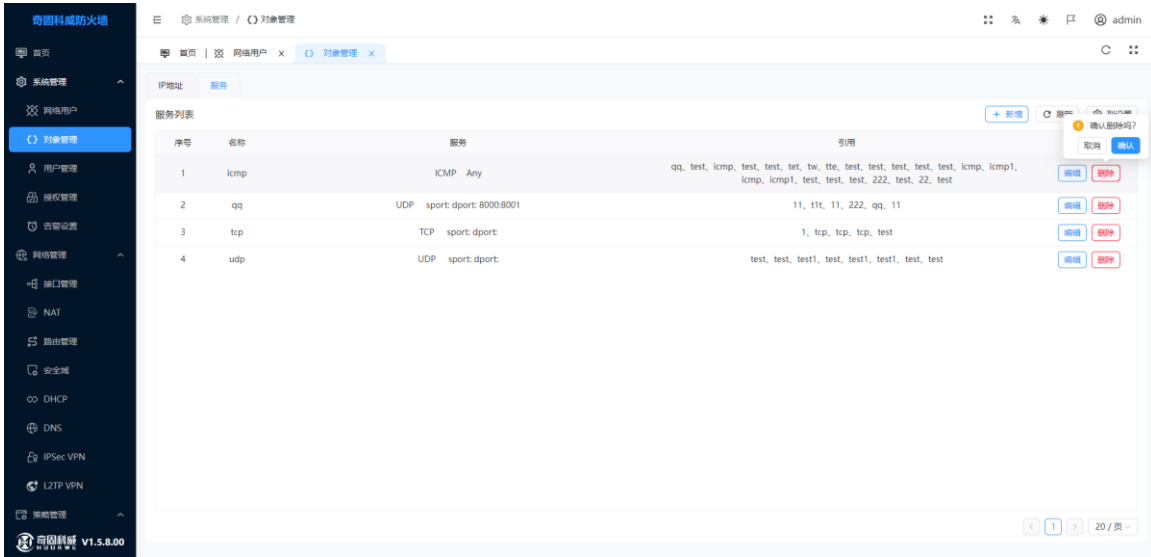 奇固科威防火墙
系统管理 / 对象管理
admin
首页
首页 | 网络用户 x 对象管理 x
系统管理
IP地址 服务
网络用户
服务列表
+ 新增
刷新
对象管理
确认删除吗?
取消 确认
序号 名称 服务 引用
用户管理
1 icmp ICMP Any qq、test、icmp、test、test、tet、tw、tte、test、test、test、test、test、icmp、icmp1、
icmp、icmp1、test、test、test、222、test、22、test
编辑 删除
授权管理
2 qq UDP sport: dport: 8000:8001 11、t1t、11、222、qq、11 编辑 删除
告警设置
3 tcp TCP sport: dport: 1、tcp、tcp、tcp、test 编辑 删除
网络管理
4 udp UDP sport: dport: test、test、test1、test、test1、test1、test、test 编辑 删除
接口管理
NAT
路由管理
安全域
DHCP
DNS
IPSec VPN
L2TP VPN
策略管理
< 1 > 20 / 页
奇固科威 V1.5.8.00